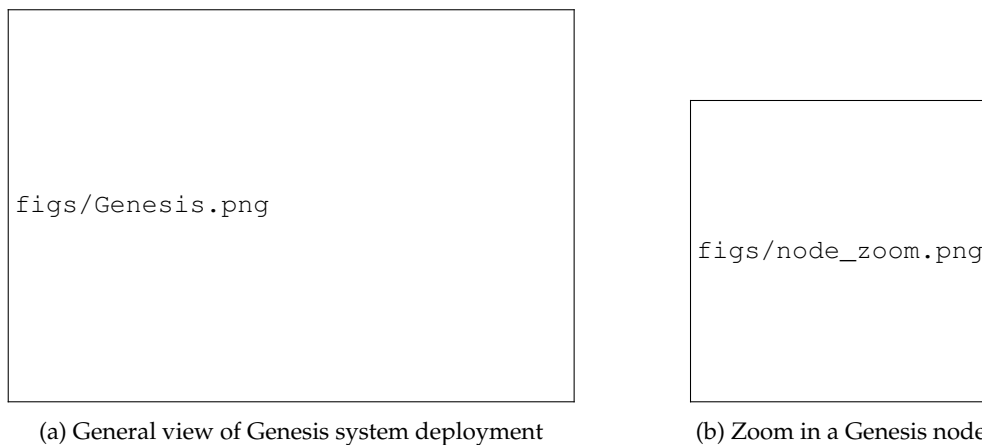 figs/Genesis.png
figs/node_zoom.png
(a) General view of Genesis system deployment
(b) Zoom in a Genesis node